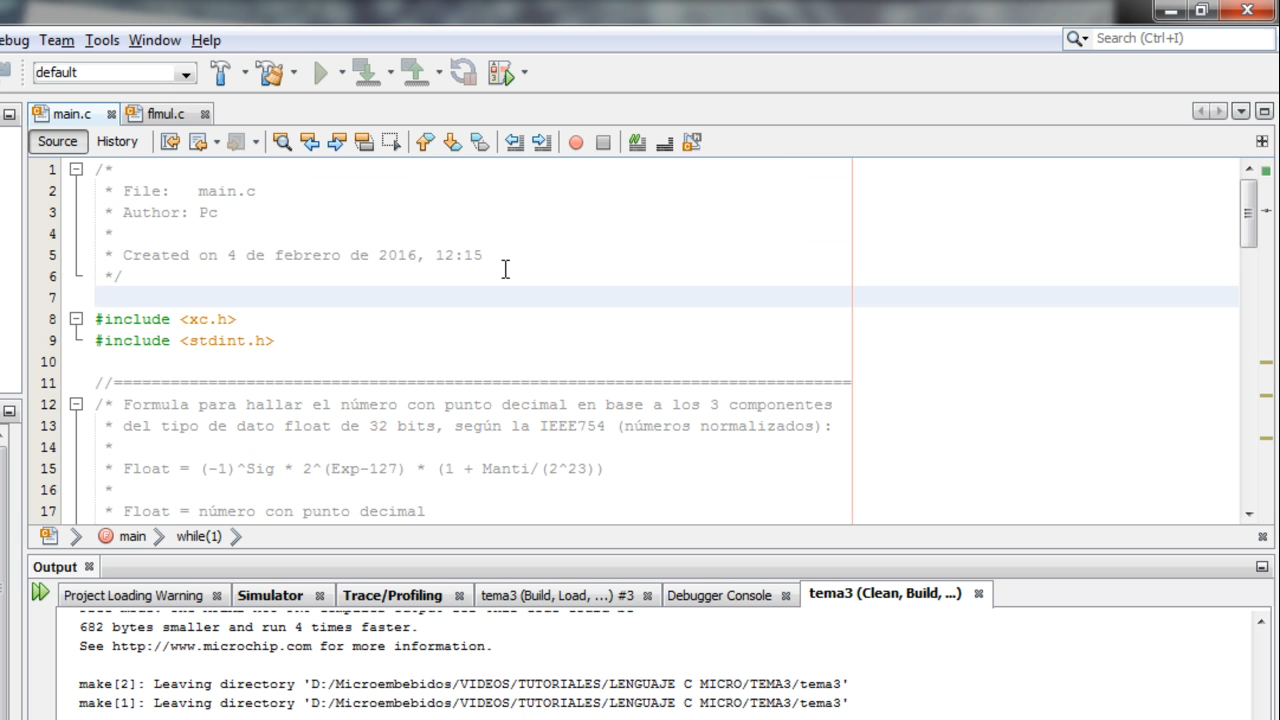 ebug Team Tools Window Help Search (Ctrl+I)
default
main.c flmul.c
Source History
1 /*
2 * File: main.c
3 * Author: Pc
4 *
5 * Created on 4 de febrero de 2016, 12:15
6 */
7
8 #include <xc.h>
9 #include <stdint.h>
10
11 //===============================================================================
12 /* Formula para hallar el número con punto decimal en base a los 3 componentes
13 * del tipo de dato float de 32 bits, según la IEEE754 (números normalizados):
14 *
15 * Float = (-1)^Sig * 2^(Exp-127) * (1 + Manti/(2^23))
16 *
17 * Float = número con punto decimal
main while(1)
Output
Project Loading Warning Simulator Trace/Profiling tema3 (Build, Load, ...) #3 Debugger Console tema3 (Clean, Build, ...)
682 bytes smaller and run 4 times faster.
See http://www.microchip.com for more information.
make[2]: Leaving directory 'D:/Microembebidos/VIDEOS/TUTORIALES/LENGUAJE C MICRO/TEMA3/tema3'
make[1]: Leaving directory 'D:/Microembebidos/VIDEOS/TUTORIALES/LENGUAJE C MICRO/TEMA3/tema3'